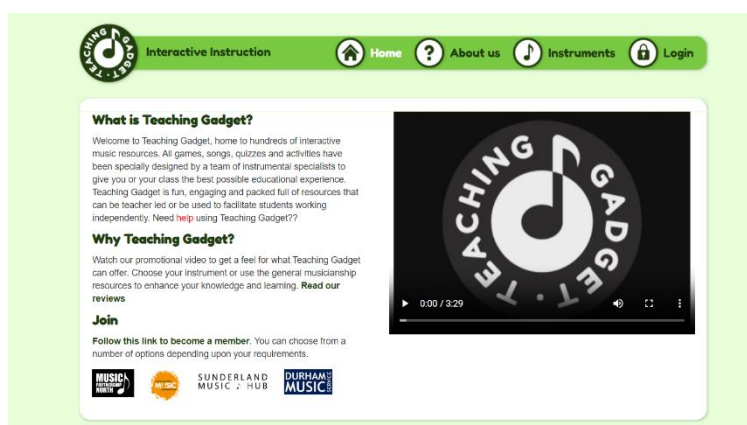 TEACHING GADGET
Interactive Instruction
Home
About us
Instruments
Login
What is Teaching Gadget?
Welcome to Teaching Gadget, home to hundreds of interactive
music resources. All games, songs, quizzes and activities have
been specially designed by a team of instrumental specialists to
give you or your class the best possible educational experience.
Teaching Gadget is fun, engaging and packed full of resources that
can be teacher led or be used to facilitate students working
independently. Need help using Teaching Gadget??
Why Teaching Gadget?
Watch our promotional video to get a feel for what Teaching Gadget
can offer. Choose your instrument or use the general musicianship
resources to enhance your knowledge and learning. Read our
reviews
Join
Follow this link to become a member. You can choose from a
number of options depending upon your requirements.
MUSIC
PARTNERSHIP
NORTH
MUSIC
SUNDERLAND
MUSIC HUB
DURHAM
MUSIC
SERVICE
TEACHING GADGET
0:00 / 3:29